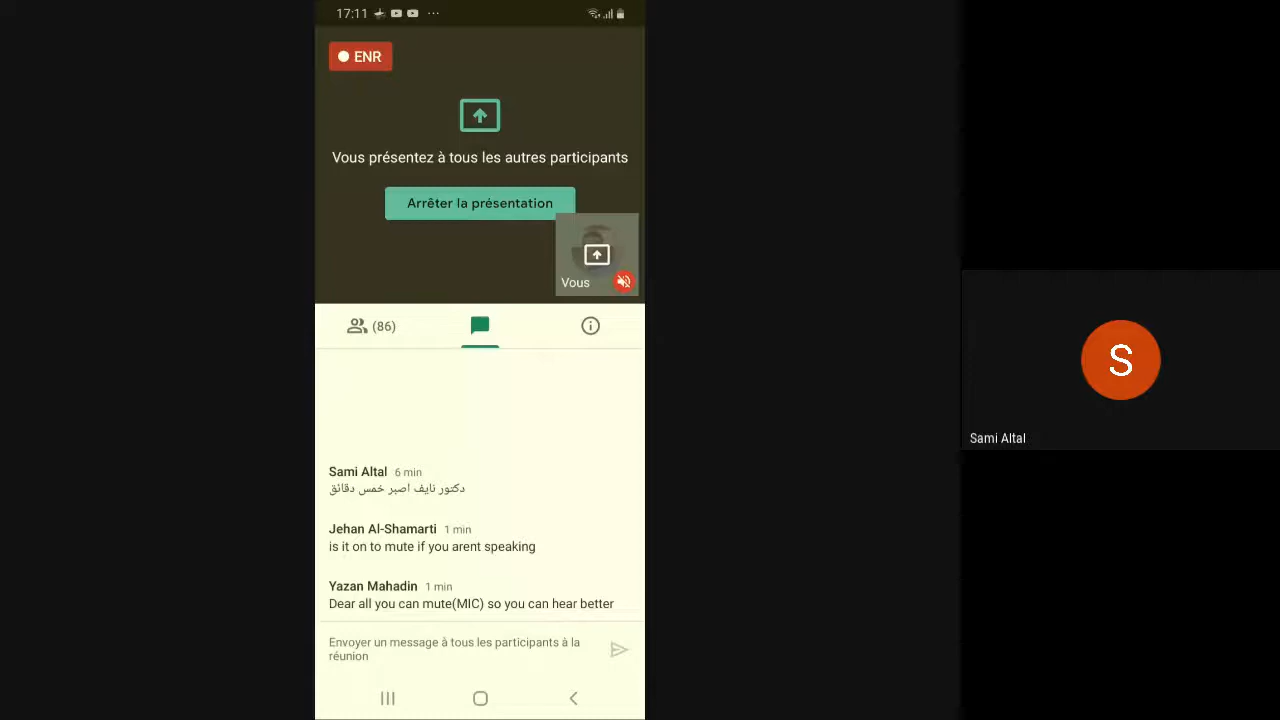 17:11
ENR
Vous présentez à tous les autres participants
Arrêter la présentation
Vous
(86)
Sami Altal 6 min
دكتور نايف اصبر خمس دقائق
Jehan Al-Shamarti 1 min
is it on to mute if you arent speaking
Yazan Mahadin 1 min
Dear all you can mute(MIC) so you can hear better
Envoyer un message à tous les participants à la
réunion
S
Sami Altal